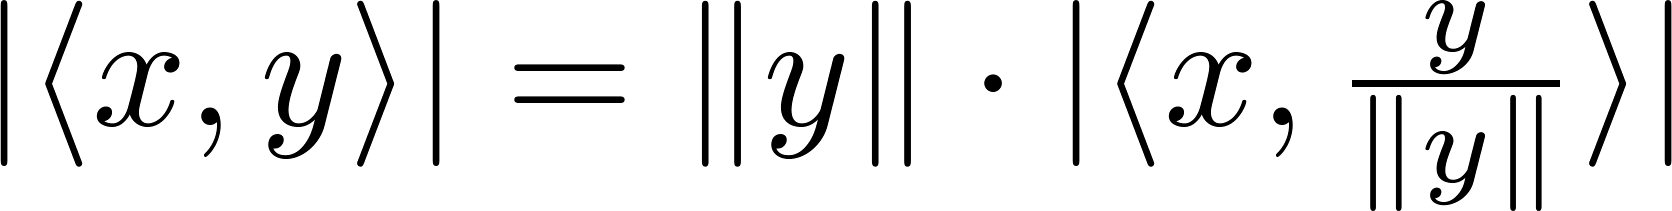 |⟨x, y⟩| = ‖y‖ · |⟨x, y/‖y‖⟩|